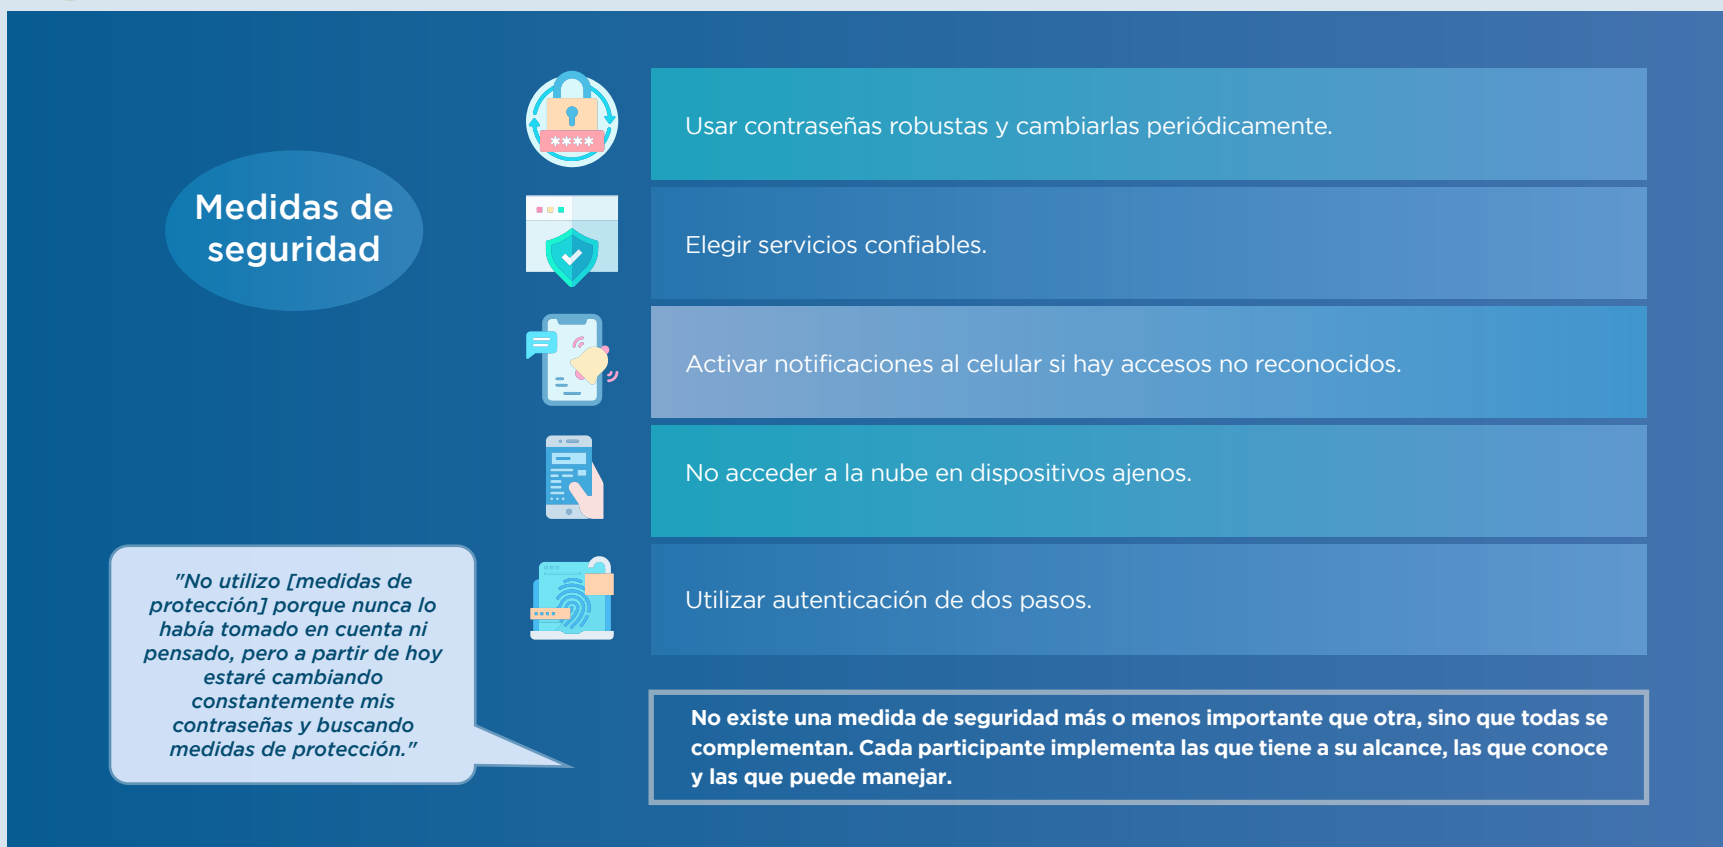 Medidas de
seguridad
Usar contraseñas robustas y cambiarlas periódicamente.
Elegir servicios confiables.
Activar notificaciones al celular si hay accesos no reconocidos.
No acceder a la nube en dispositivos ajenos.
Utilizar autenticación de dos pasos.
"No utilizo [medidas de
protección] porque nunca lo
había tomado en cuenta ni
pensado, pero a partir de hoy
estaré cambiando
constantemente mis
contraseñas y buscando
medidas de protección."
No existe una medida de seguridad más o menos importante que otra, sino que todas se
complementan. Cada participante implementa las que tiene a su alcance, las que conoce
y las que puede manejar.